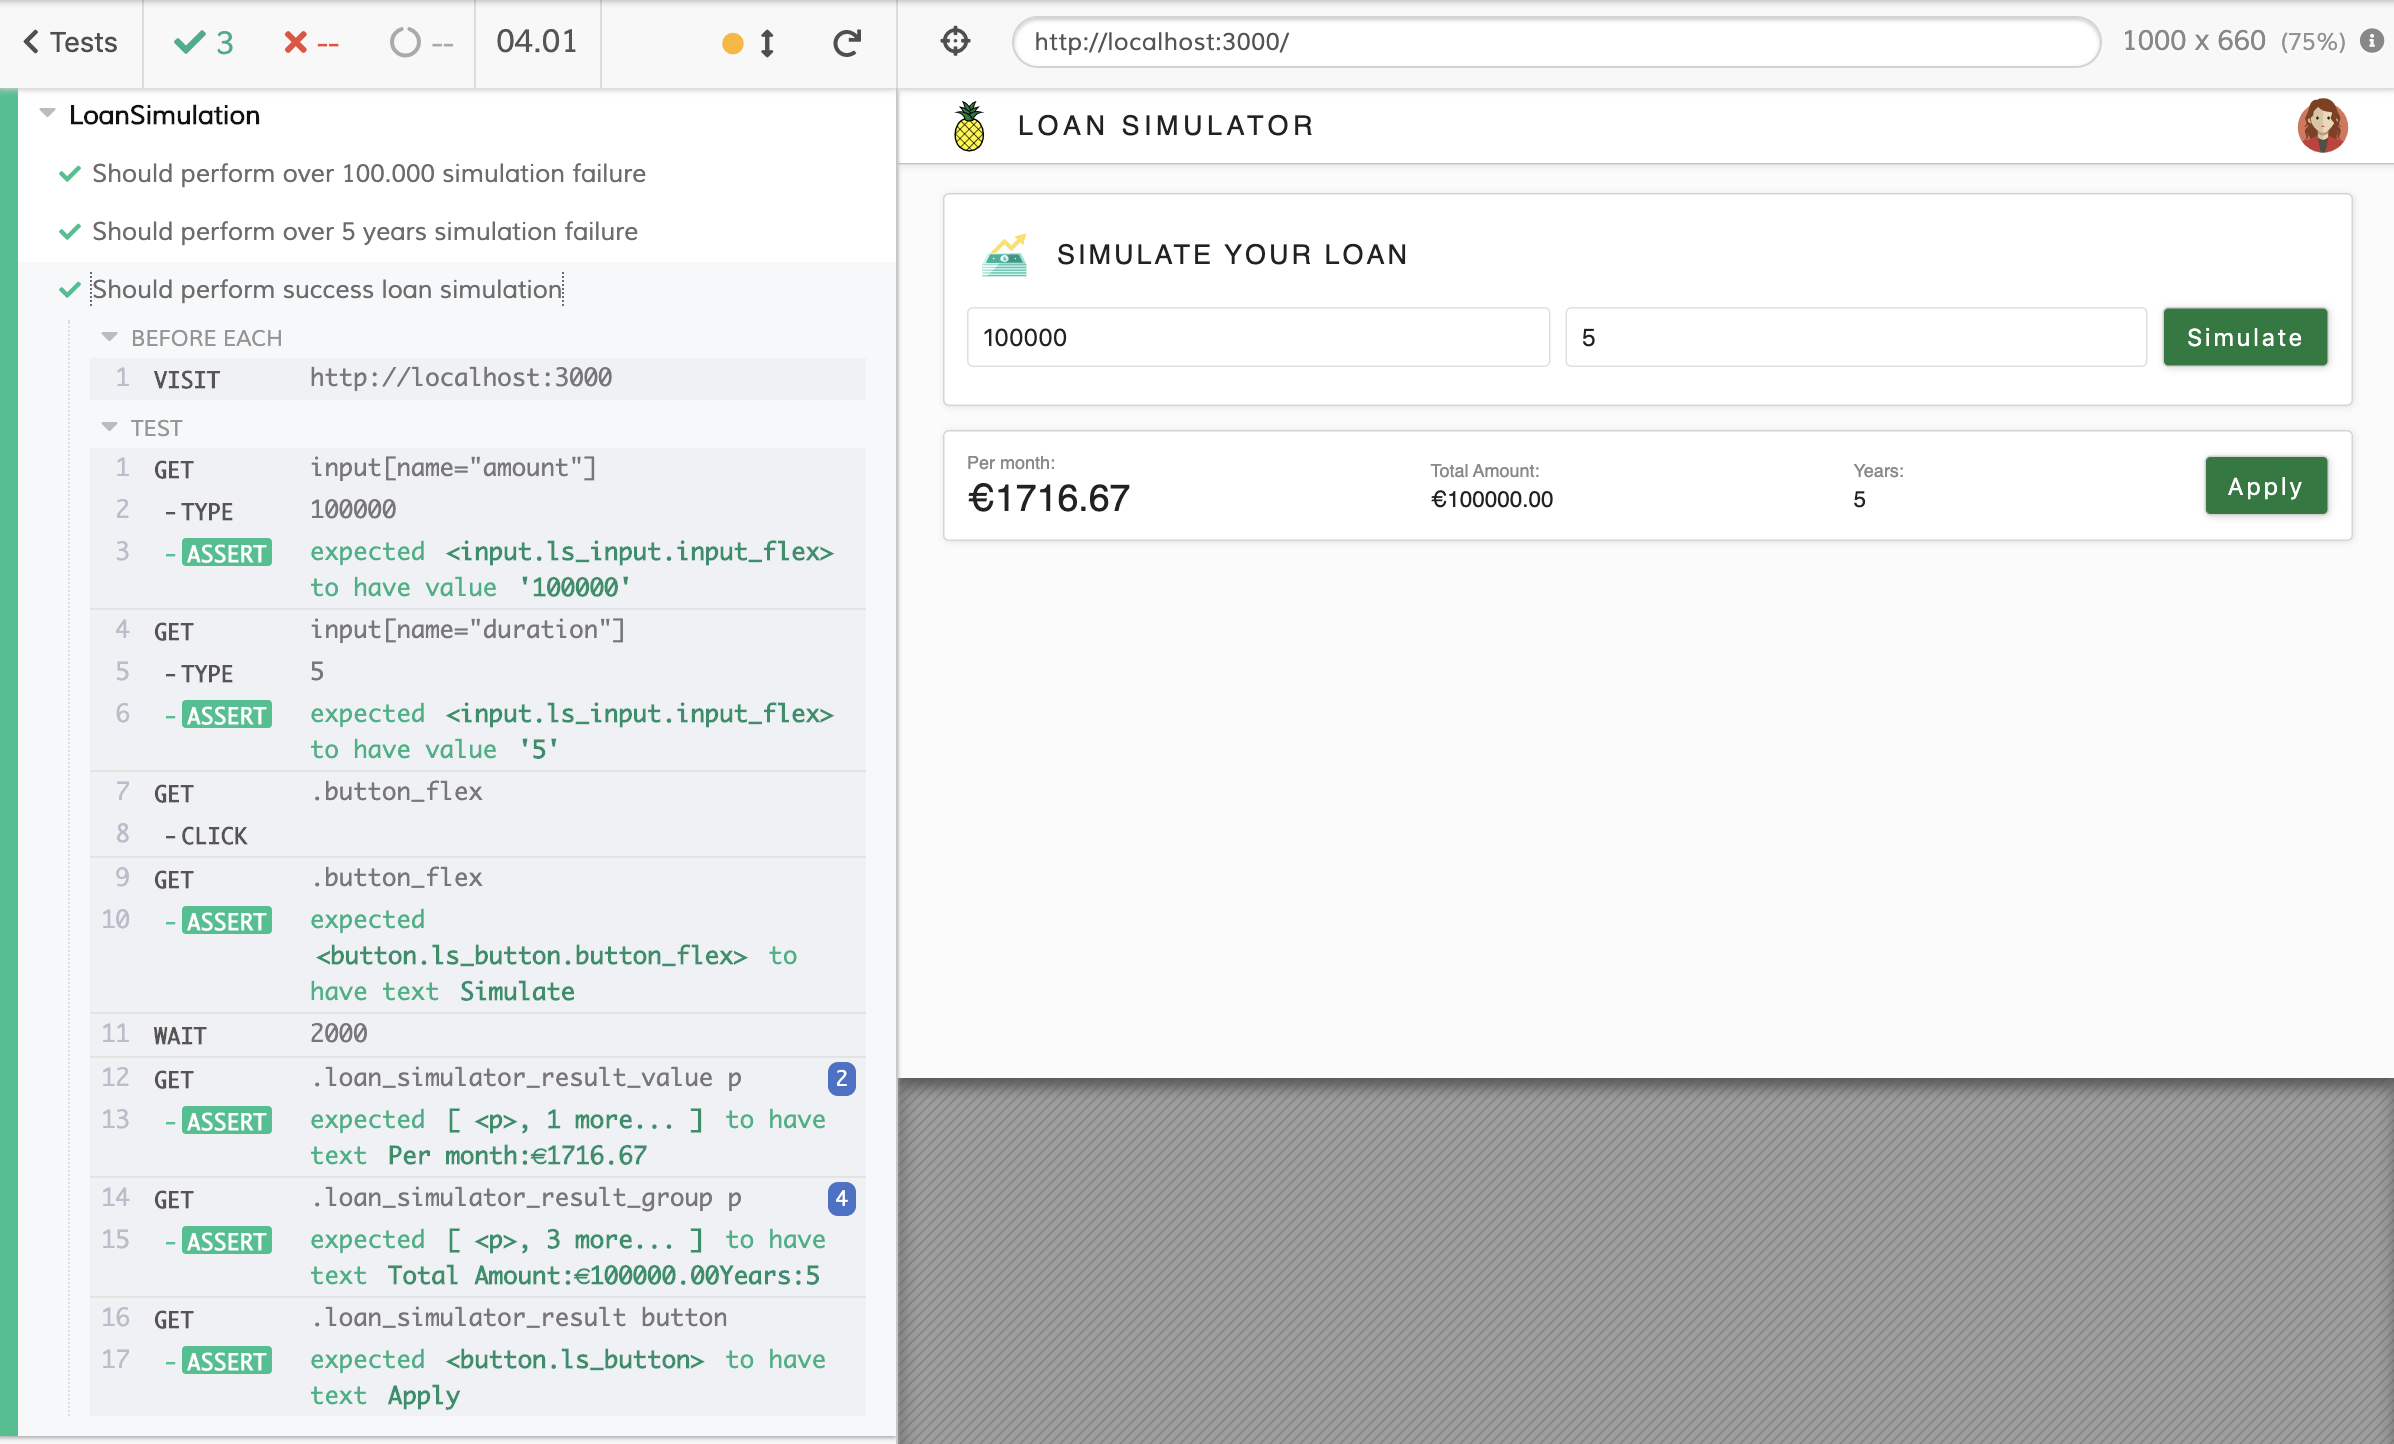 Tests
3
--
--
04.01
http://localhost:3000/
1000 x 660 (75%)
LoanSimulation
Should perform over 100.000 simulation failure
Should perform over 5 years simulation failure
Should perform success loan simulation
BEFORE EACH
1 VISIT http://localhost:3000
TEST
1 GET input[name="amount"]
2 -TYPE 100000
3 -ASSERT expected <input.ls_input.input_flex>
to have value '100000'
4 GET input[name="duration"]
5 -TYPE 5
6 -ASSERT expected <input.ls_input.input_flex>
to have value '5'
7 GET .button_flex
8 -CLICK
9 GET .button_flex
10 -ASSERT expected
<button.ls_button.button_flex> to
have text Simulate
11 WAIT 2000
12 GET .loan_simulator_result_value p 2
13 -ASSERT expected [ <p>, 1 more... ] to have
text Per month:€1716.67
14 GET .loan_simulator_result_group p 4
15 -ASSERT expected [ <p>, 3 more... ] to have
text Total Amount:€100000.00Years:5
16 GET .loan_simulator_result button
17 -ASSERT expected <button.ls_button> to have
text Apply
LOAN SIMULATOR
SIMULATE YOUR LOAN
100000
5
Simulate
Per month:
€1716.67
Total Amount:
€100000.00
Years:
5
Apply